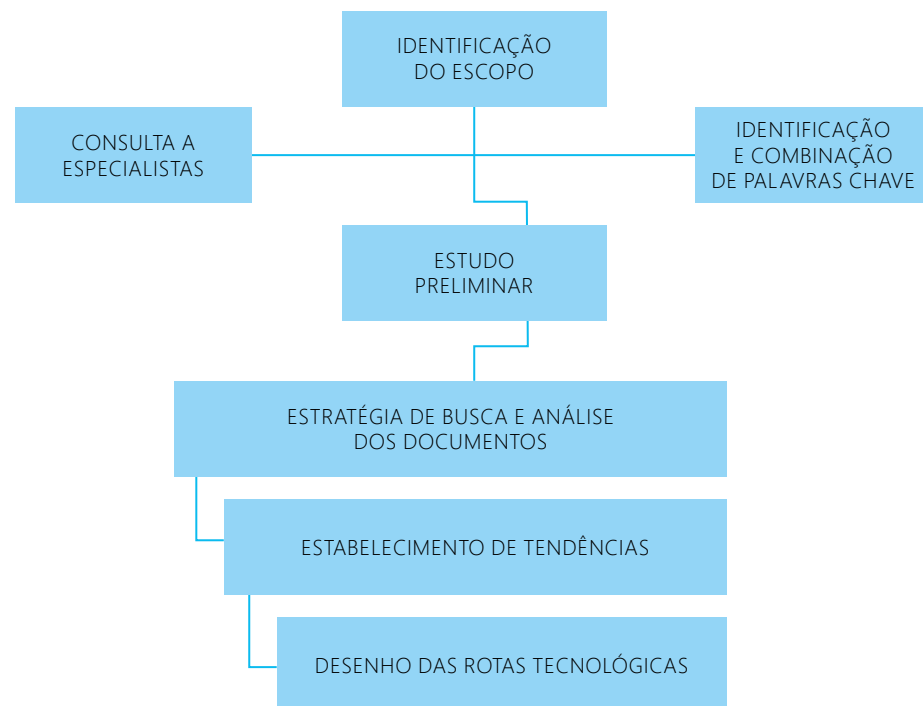 IDENTIFICAÇÃO
DO ESCOPO
CONSULTA A
ESPECIALISTAS
IDENTIFICAÇÃO
E COMBINAÇÃO
DE PALAVRAS CHAVE
ESTUDO
PRELIMINAR
ESTRATÉGIA DE BUSCA E ANÁLISE
DOS DOCUMENTOS
ESTABELECIMENTO DE TENDÊNCIAS
DESENHO DAS ROTAS TECNOLÓGICAS